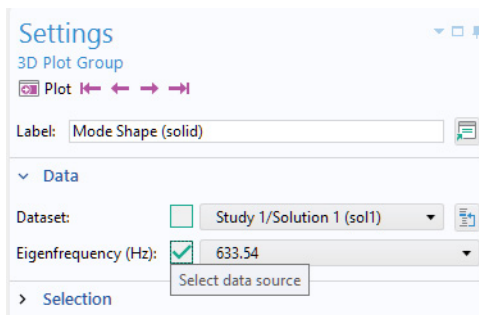 Settings
3D Plot Group
Plot
Label: Mode Shape (solid)
Data
Dataset: Study 1/Solution 1 (sol1)
Eigenfrequency (Hz): 633.54
Select data source
Selection